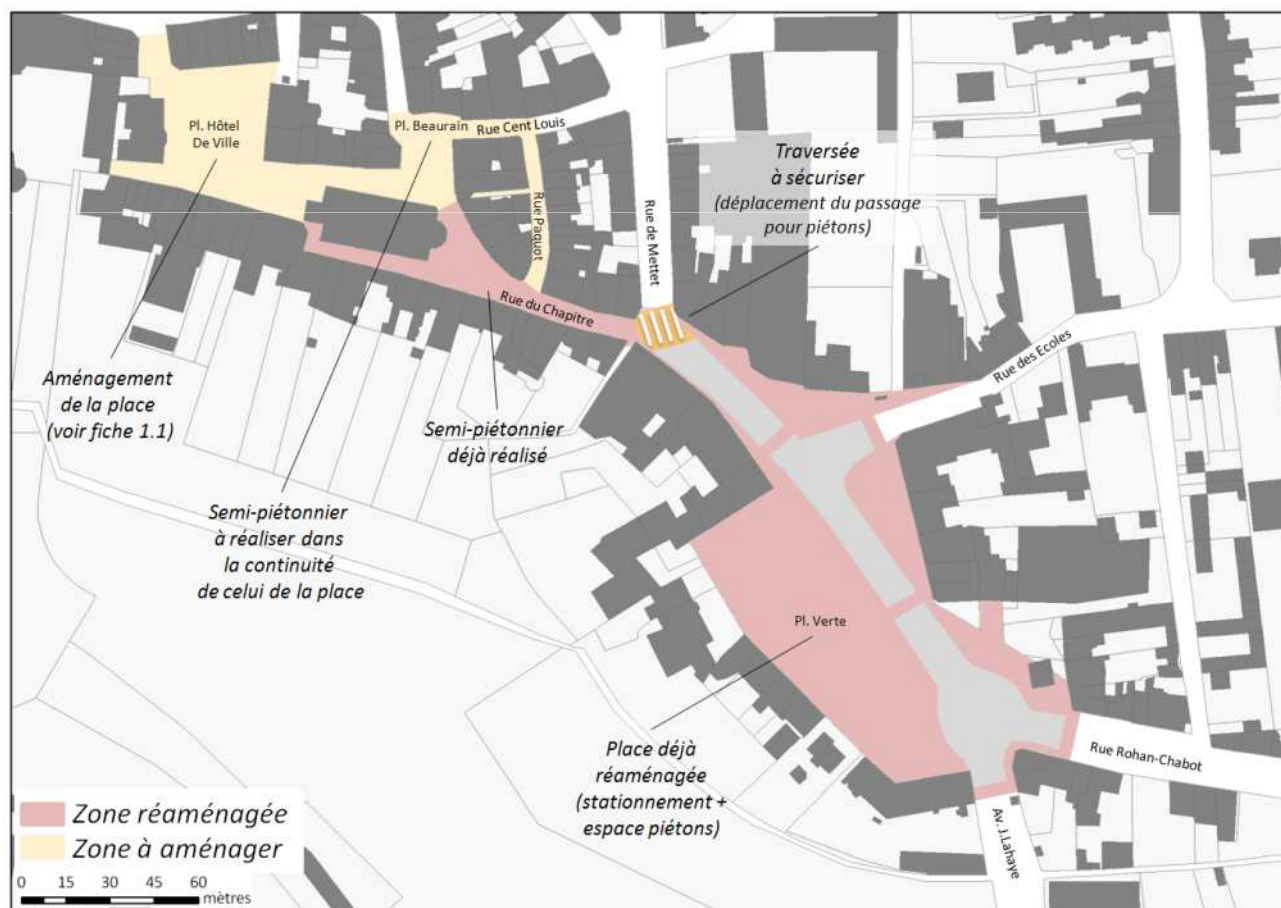 Pl. Hôtel
De Ville
Pl. Beaurain
Rue Cent Louis
Rue Paquot
Rue de Mettet
Traversée
à sécuriser
(déplacement du passage
pour piétons)
Rue du Chapitre
Rue des Ecoles
Aménagement
de la place
(voir fiche 1.1)
Semi-piétonnier
déjà réalisé
Semi-piétonnier
à réaliser dans
la continuité
de celui de la place
Pl. Verte
Place déjà
réaménagée
(stationnement +
espace piétons)
Rue Rohan-Chabot
Av. J.Lahaye
Zone réaménagée
Zone à aménager
0 15 30 45 60
mètres